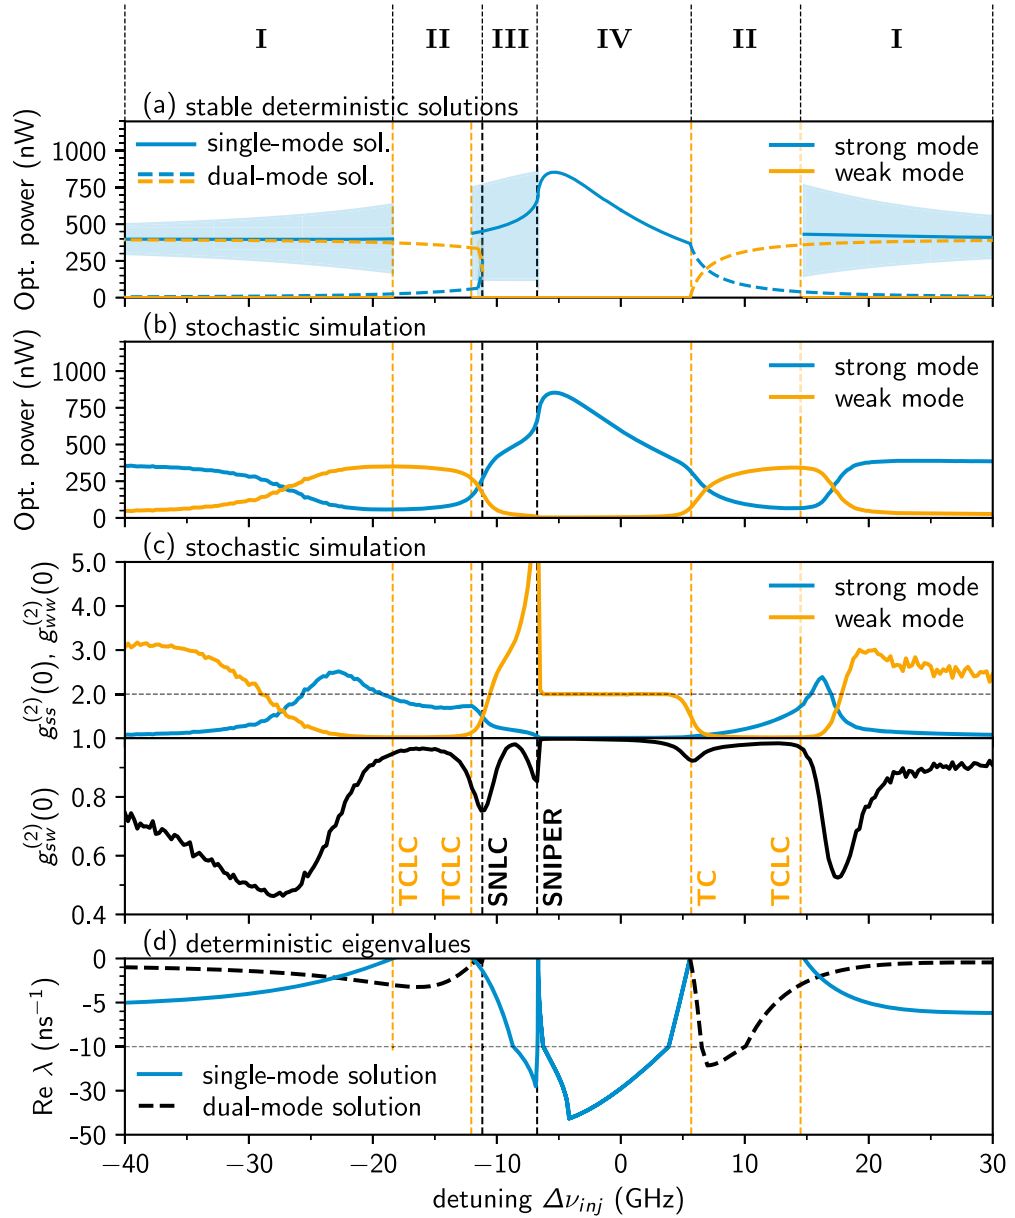 I II III IV II I
(a) stable deterministic solutions
Opt. power (nW)
1000
750
500
250
0
single-mode sol.
dual-mode sol.
strong mode
weak mode
(b) stochastic simulation
Opt. power (nW)
1000
750
500
250
0
strong mode
weak mode
(c) stochastic simulation
g_{ss}^{(2)}(0), g_{ww}^{(2)}(0)
5.0
4.0
3.0
2.0
1.0
strong mode
weak mode
g_{sw}^{(2)}(0)
0.8
0.6
0.4
TCLC
TCLC
SNLC
SNIPER
TC
TCLC
(d) deterministic eigenvalues
Re λ (ns⁻¹)
0
-5
-10
-30
-50
single-mode solution
dual-mode solution
−40 −30 −20 −10 0 10 20 30
detuning Δν_{inj} (GHz)